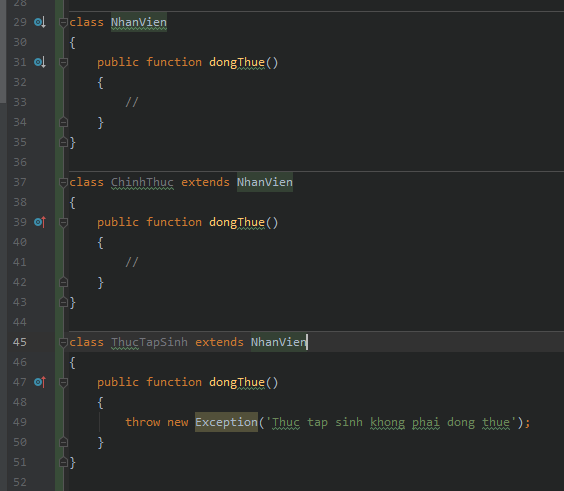 28
29 class NhanVien
30 {
31 public function dongThue()
32 {
33 //
34 }
35 }
36
37 class ChinhThuc extends NhanVien
38 {
39 public function dongThue()
40 {
41 //
42 }
43 }
44
45 class ThucTapSinh extends NhanVien
46 {
47 public function dongThue()
48 {
49 throw new Exception('Thuc tap sinh khong phai dong thue');
50 }
51 }
52